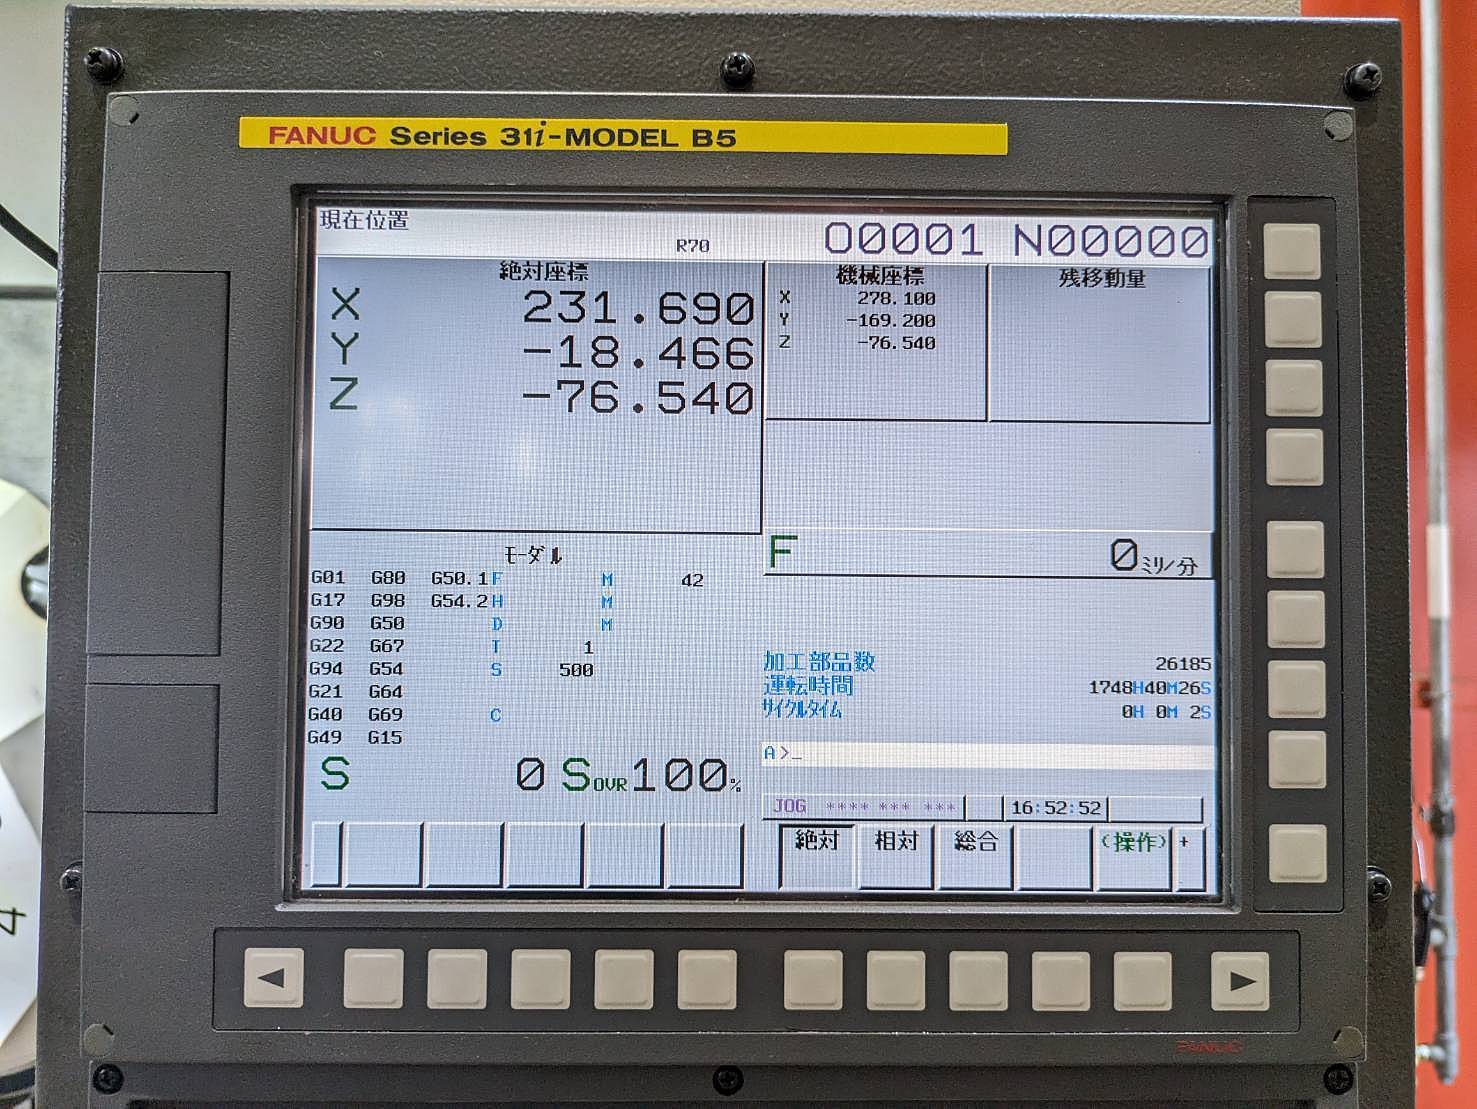 FANUC Series 31i-MODEL B5
現在位置
R70
O0001 N00000
絶対座標
X 231.690
Y -18.466
Z -76.540
機械座標
X 278.100
Y -169.200
Z -76.540
残移動量
F 0ミリ/分
モーダル
G01 G80 G50.1 F M 42
G17 G98 G54.2 H M
G90 G50 D M
G22 G67 T 1
G94 G54 S 500
G21 G64
G40 G69 C
G49 G15
加工部品数 26185
運転時間 1748H40M26S
サイクルタイム 0H 0M 2S
A>_
S 0 SOVR100%
JOG **** *** *** 16:52:52
絶対 相対 総合 (操作) +
FANUC
4